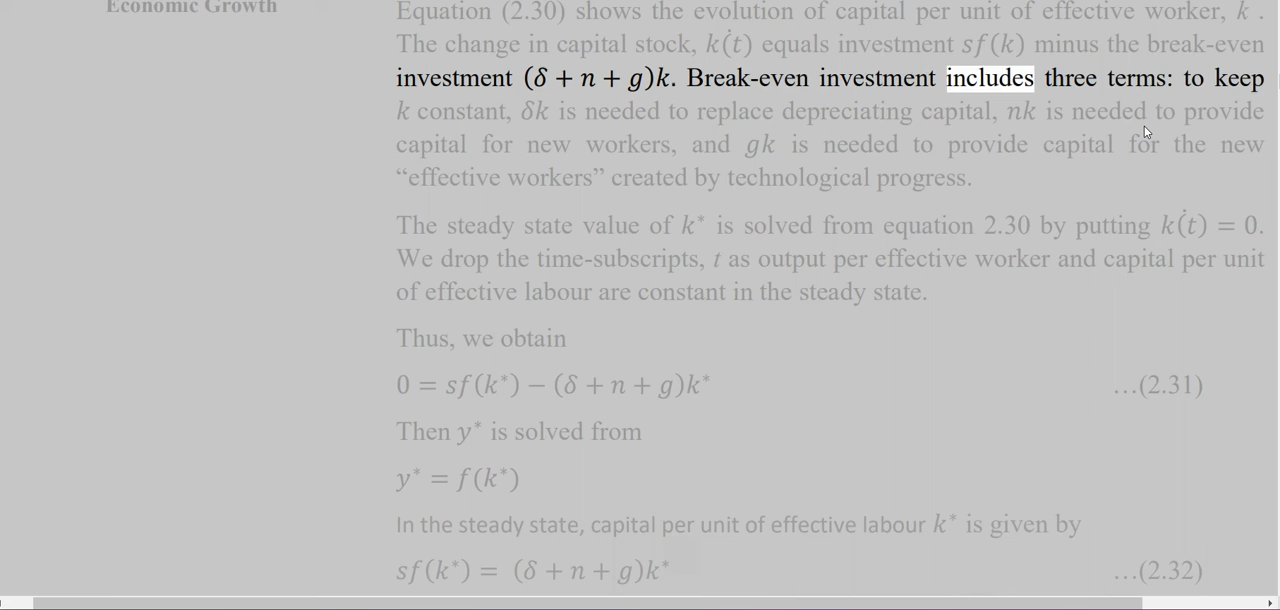 Economic Growth
Equation (2.30) shows the evolution of capital per unit of effective worker, k .
The change in capital stock, k̇(t) equals investment sf(k) minus the break-even
investment (δ + n + g)k. Break-even investment includes three terms: to keep
k constant, δk is needed to replace depreciating capital, nk is needed to provide
capital for new workers, and gk is needed to provide capital for the new
“effective workers” created by technological progress.
The steady state value of k* is solved from equation 2.30 by putting k̇(t) = 0.
We drop the time-subscripts, t as output per effective worker and capital per unit
of effective labour are constant in the steady state.
Thus, we obtain
0 = sf(k*) − (δ + n + g)k* …(2.31)
Then y* is solved from
y* = f(k*)
In the steady state, capital per unit of effective labour k* is given by
sf(k*) = (δ + n + g)k* …(2.32)